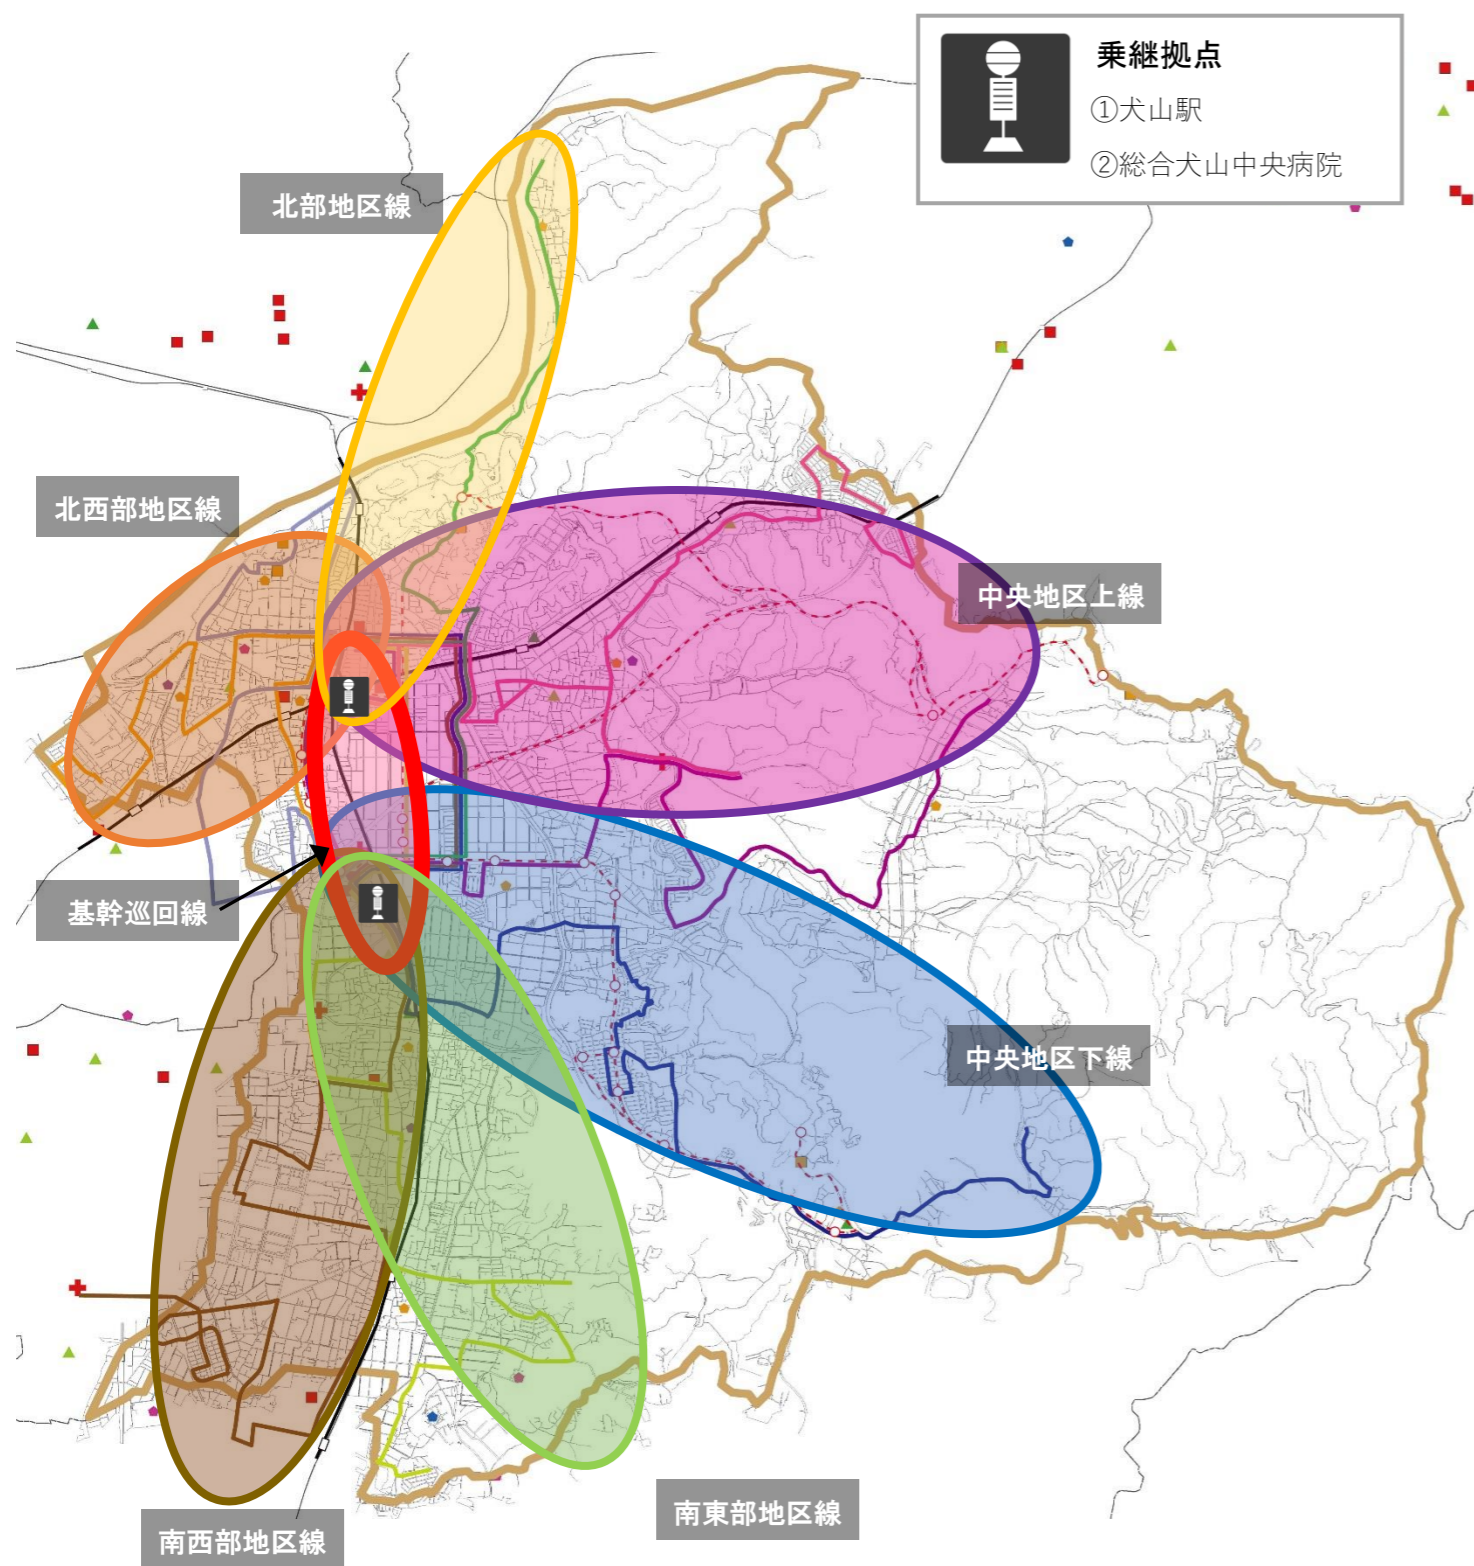 乗継拠点
①犬山駅
②総合犬山中央病院
北部地区線
北西部地区線
中央地区上線
基幹巡回線
中央地区下線
南東部地区線
南西部地区線